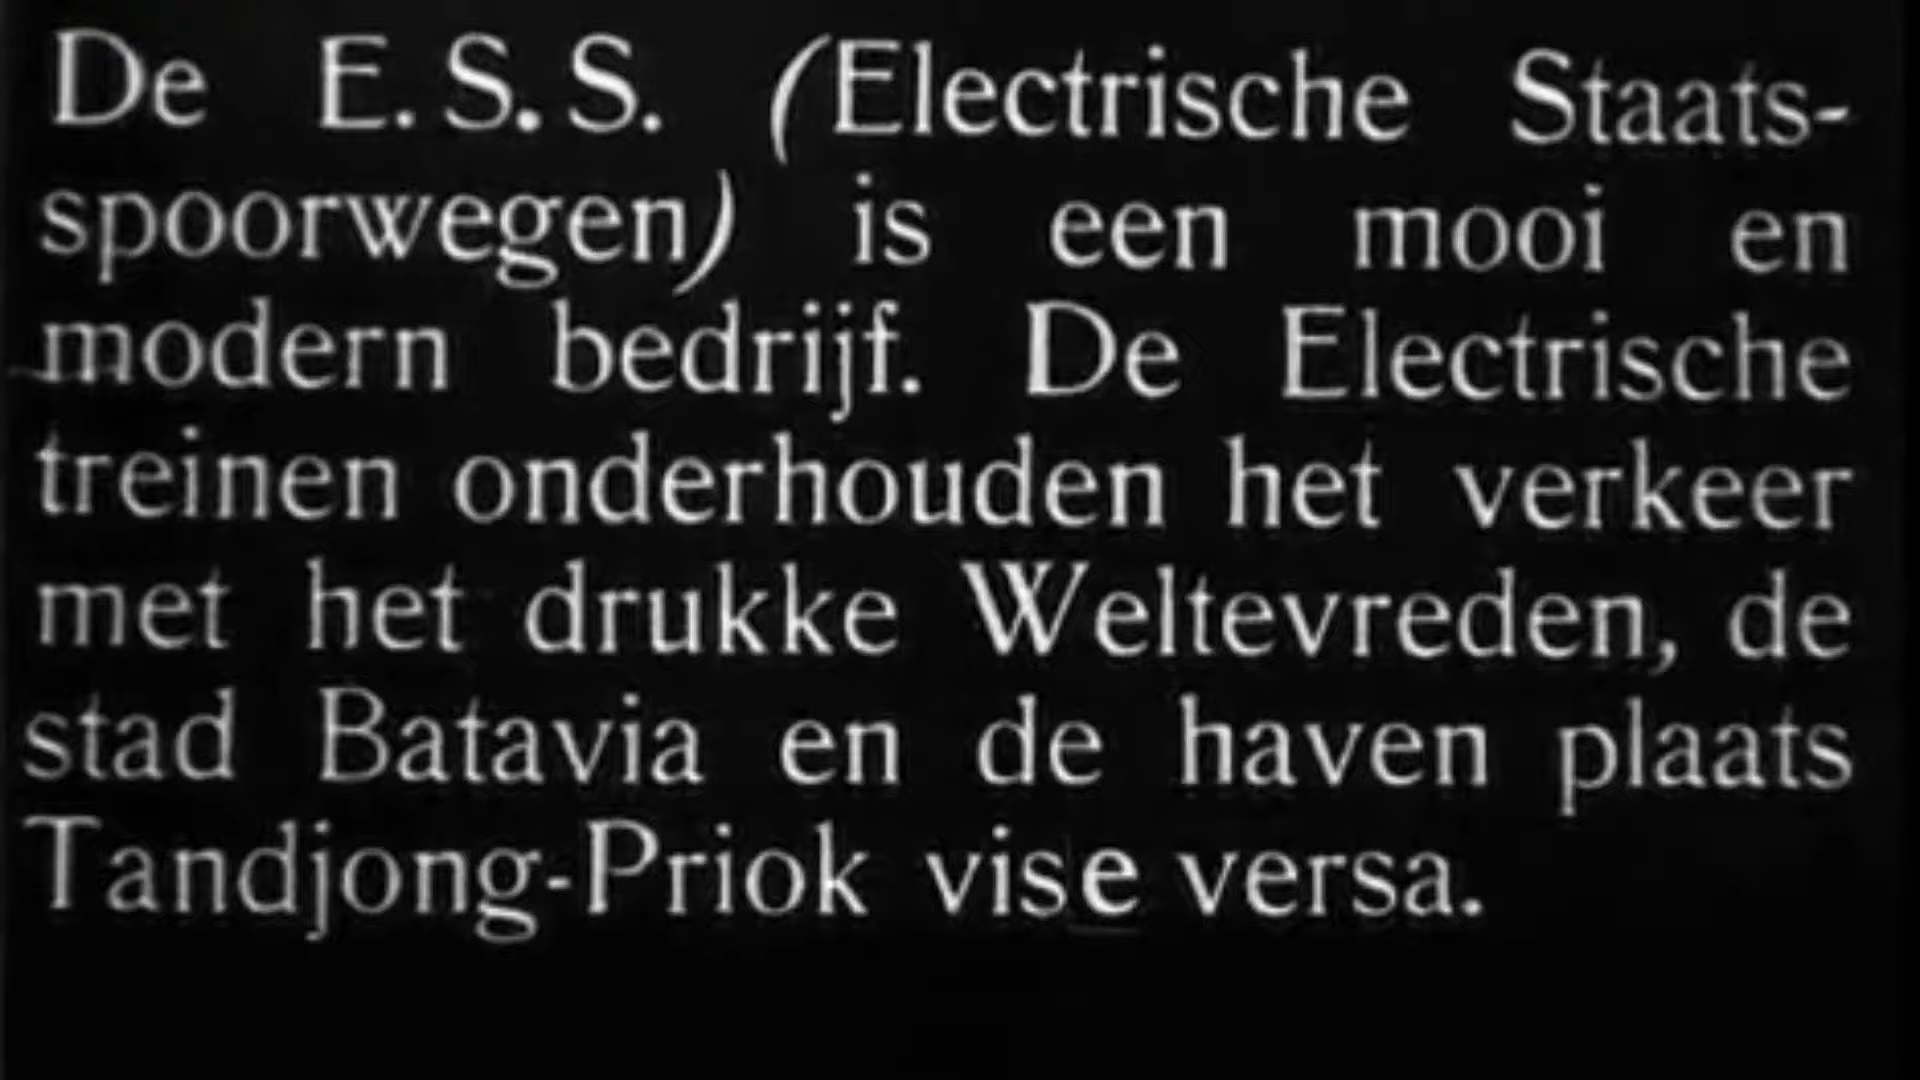 De E.S.S. (Electrische Staats-
spoorwegen) is een mooi en
modern bedrijf. De Electrische
treinen onderhouden het verkeer
met het drukke Weltevreden, de
stad Batavia en de haven plaats
Tandjong-Priok vise versa.